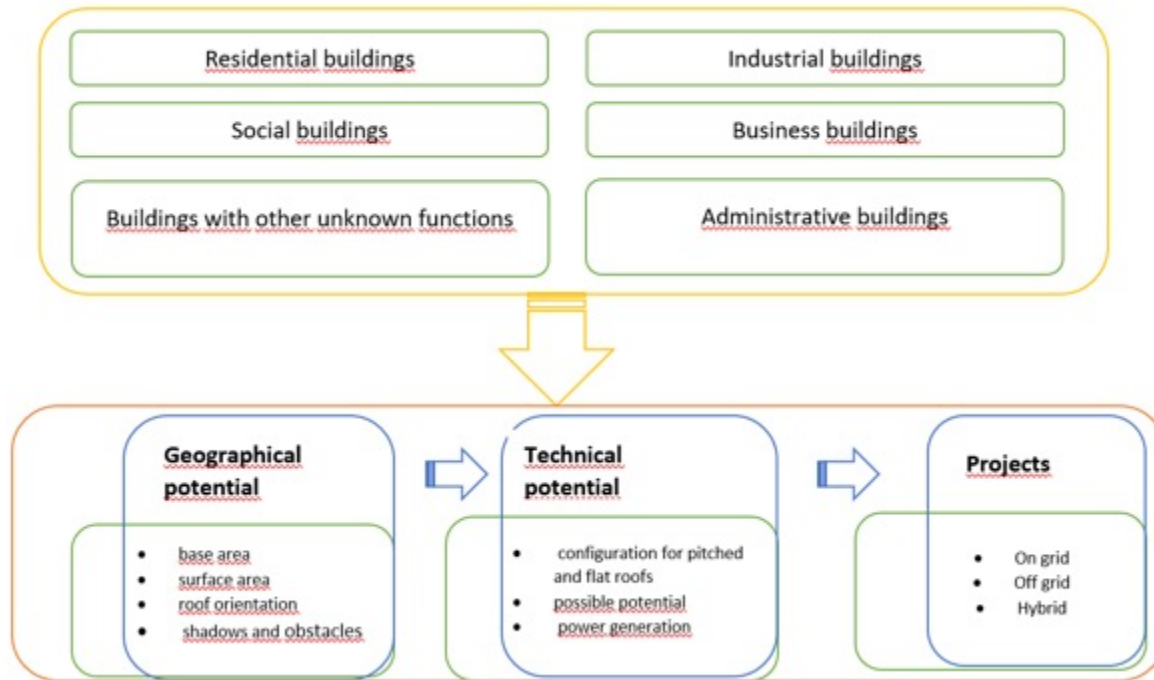 Residential buildings
Industrial buildings
Social buildings
Business buildings
Buildings with other unknown functions
Administrative buildings
Geographical
potential
• base area
• surface area
• roof orientation
• shadows and obstacles
Technical
potential
• configuration for pitched
and flat roofs
• possible potential
• power generation
Projects
• On grid
• Off grid
• Hybrid